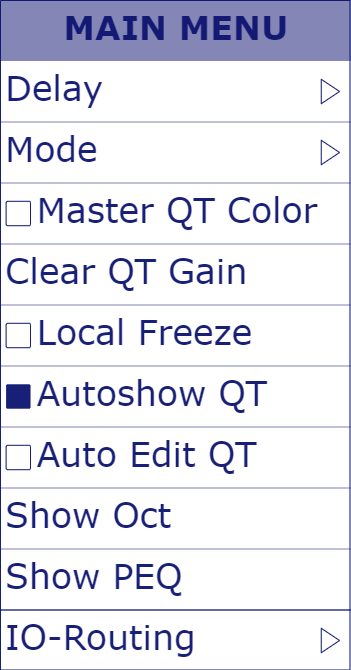 MAIN MENU
Delay
Mode
Master QT Color
Clear QT Gain
Local Freeze
Autoshow QT
Auto Edit QT
Show Oct
Show PEQ
IO-Routing